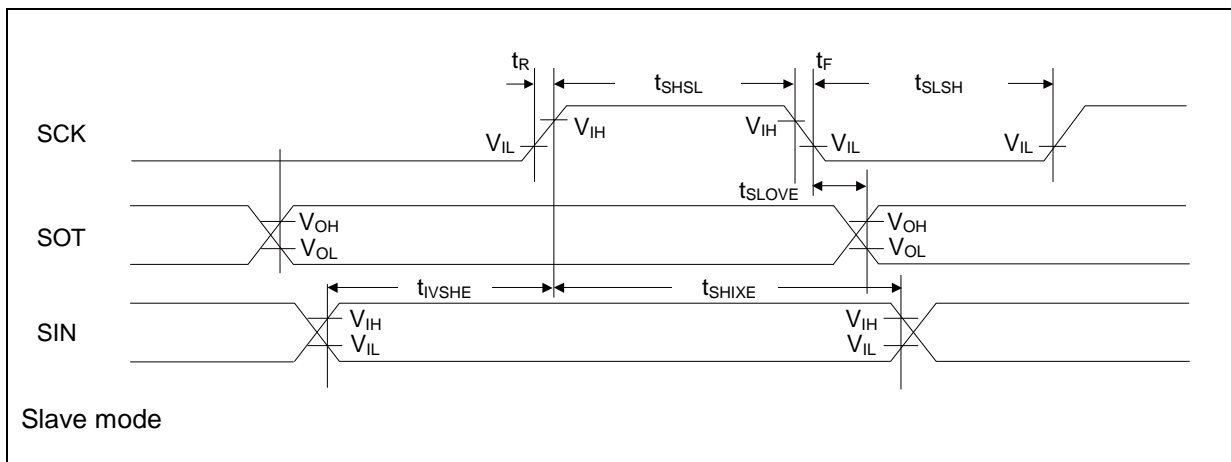 tR tSHSL tF tSLSH
SCK VIL VIH VIH VIL VIL
tSLOVE
SOT VOH VOL VOH VOL
tIVSHE tSHIXE
SIN VIH VIL VIH VIL
Slave mode